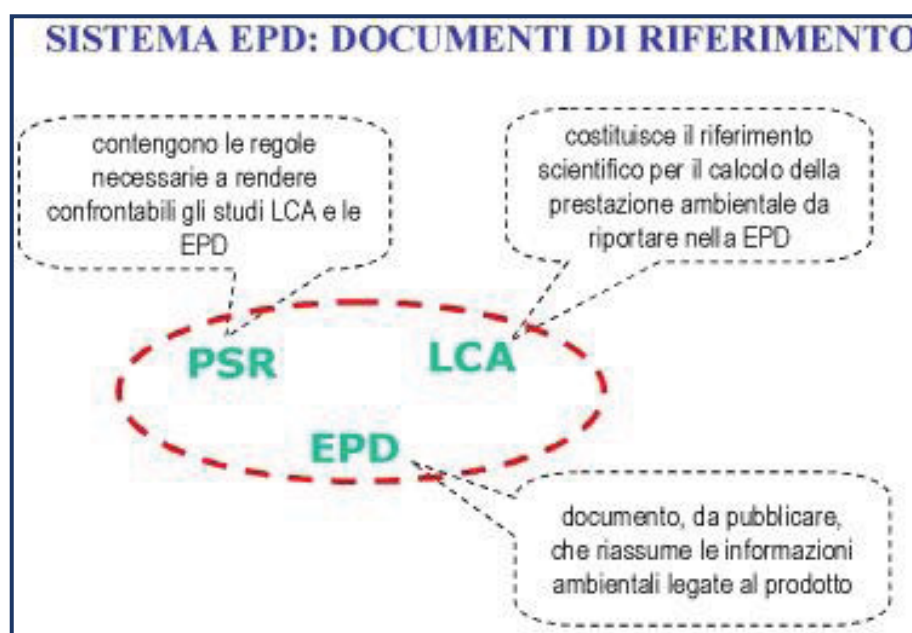 SISTEMA EPD: DOCUMENTI DI RIFERIMENTO
contengono le regole
necessarie a rendere
confrontabili gli studi LCA e le
EPD
costituisce il riferimento
scientifico per il calcolo della
prestazione ambientale da
riportare nella EPD
PSR
LCA
EPD
documento, da pubblicare,
che riassume le informazioni
ambientali legate al prodotto